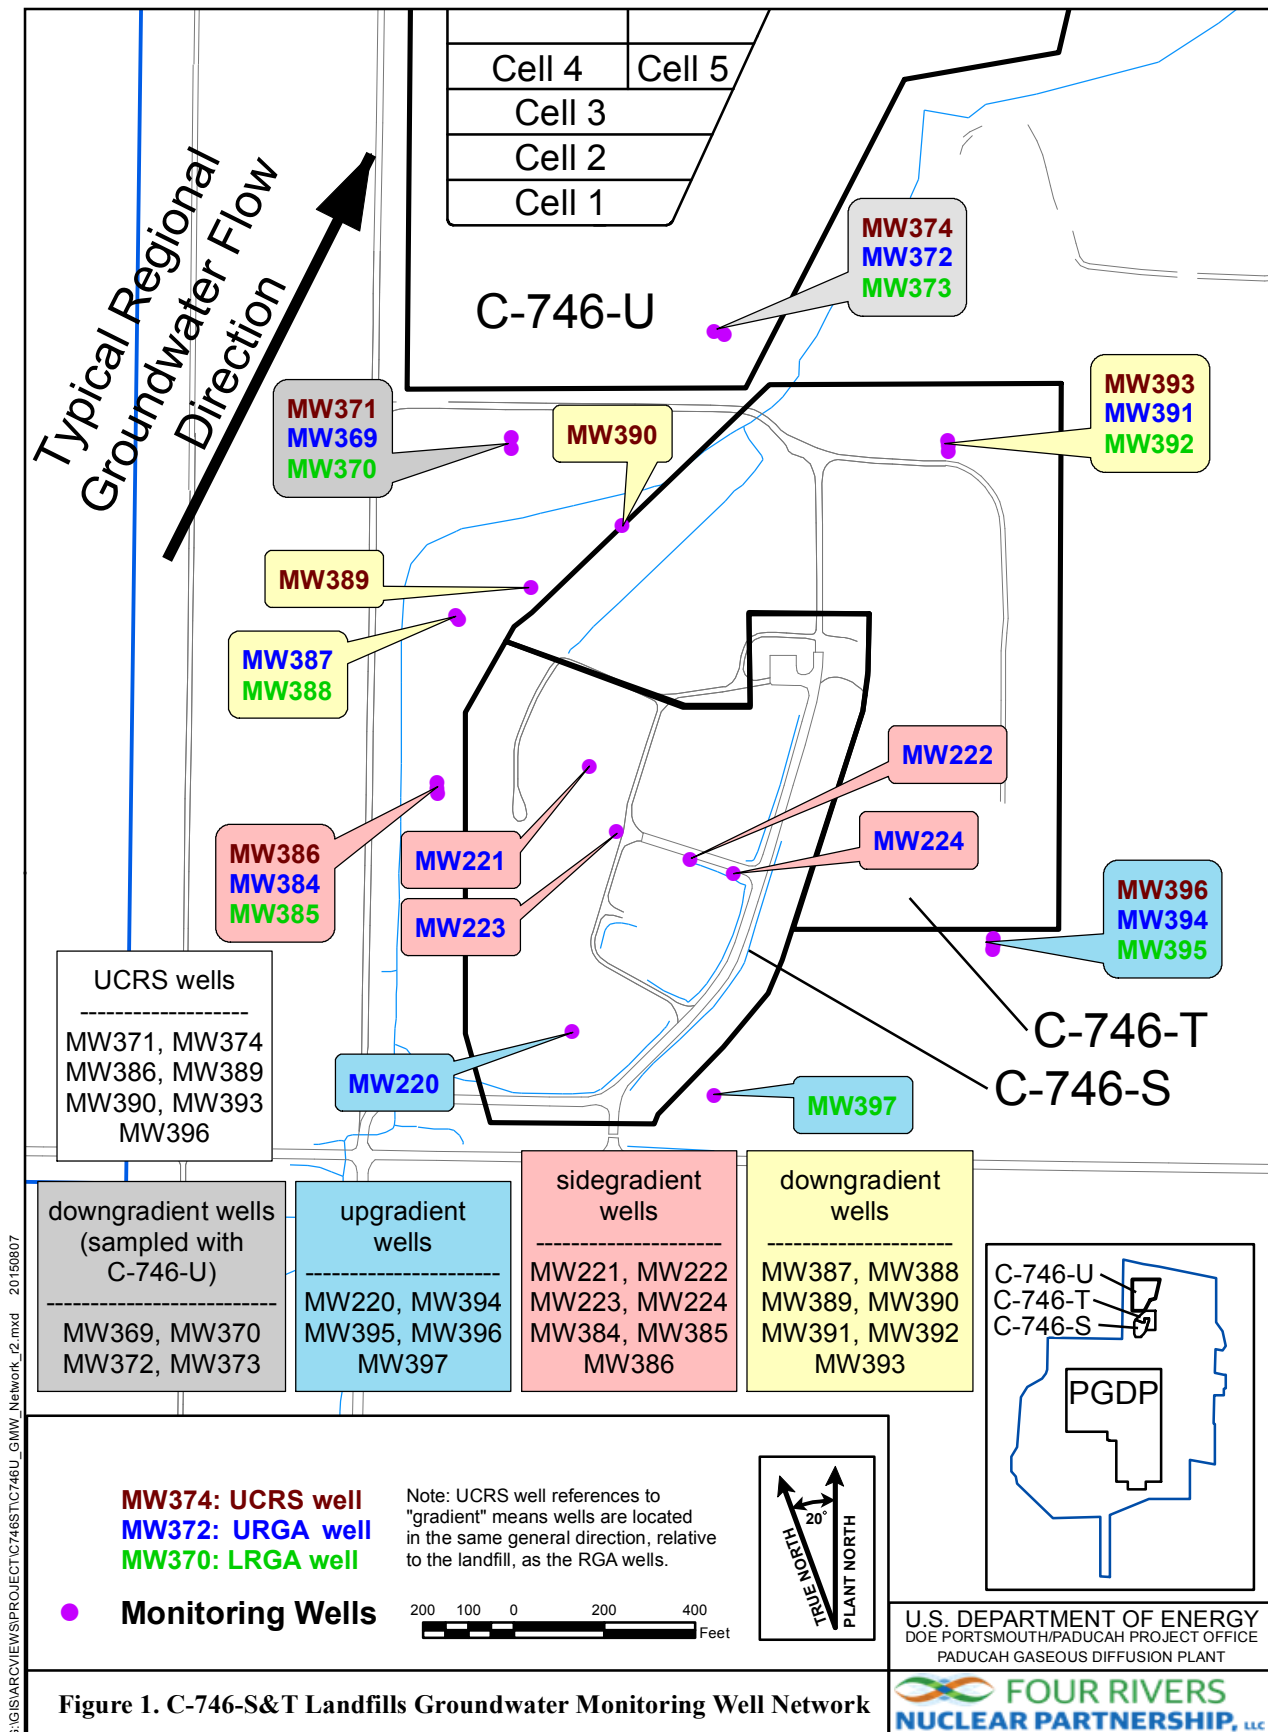 Cell 4
Cell 5
Cell 3
Cell 2
Cell 1
Typical Regional
Groundwater Flow
Direction
C-746-U
MW374
MW372
MW373
MW371
MW369
MW370
MW390
MW393
MW391
MW392
MW389
MW387
MW388
MW222
MW224
MW386
MW384
MW385
MW221
MW223
MW396
MW394
MW395
MW220
MW397
C-746-T
C-746-S
UCRS wells
-------------------
MW371, MW374
MW386, MW389
MW390, MW393
MW396
downgradient wells
(sampled with
C-746-U)
--------------------------
MW369, MW370
MW372, MW373
upgradient
wells
----------------------
MW220, MW394
MW395, MW396
MW397
sidegradient
wells
---------------------
MW221, MW222
MW223, MW224
MW384, MW385
MW386
downgradient
wells
---------------------
MW387, MW388
MW389, MW390
MW391, MW392
MW393
C-746-U
C-746-T
C-746-S
PGDP
MW374: UCRS well
MW372: URGA well
MW370: LRGA well
Monitoring Wells
Note: UCRS well references to
"gradient" means wells are located
in the same general direction, relative
to the landfill, as the RGA wells.
200 100 0 200 400
Feet
20°
TRUE NORTH
PLANT NORTH
U.S. DEPARTMENT OF ENERGY
DOE PORTSMOUTH/PADUCAH PROJECT OFFICE
PADUCAH GASEOUS DIFFUSION PLANT
FOUR RIVERS
NUCLEAR PARTNERSHIP, LLC
Figure 1. C-746-S&T Landfills Groundwater Monitoring Well Network
G:\GIS\ARCVIEWS\PROJECT\C746ST\C746U_GMW_Network_r2.mxd 20150807